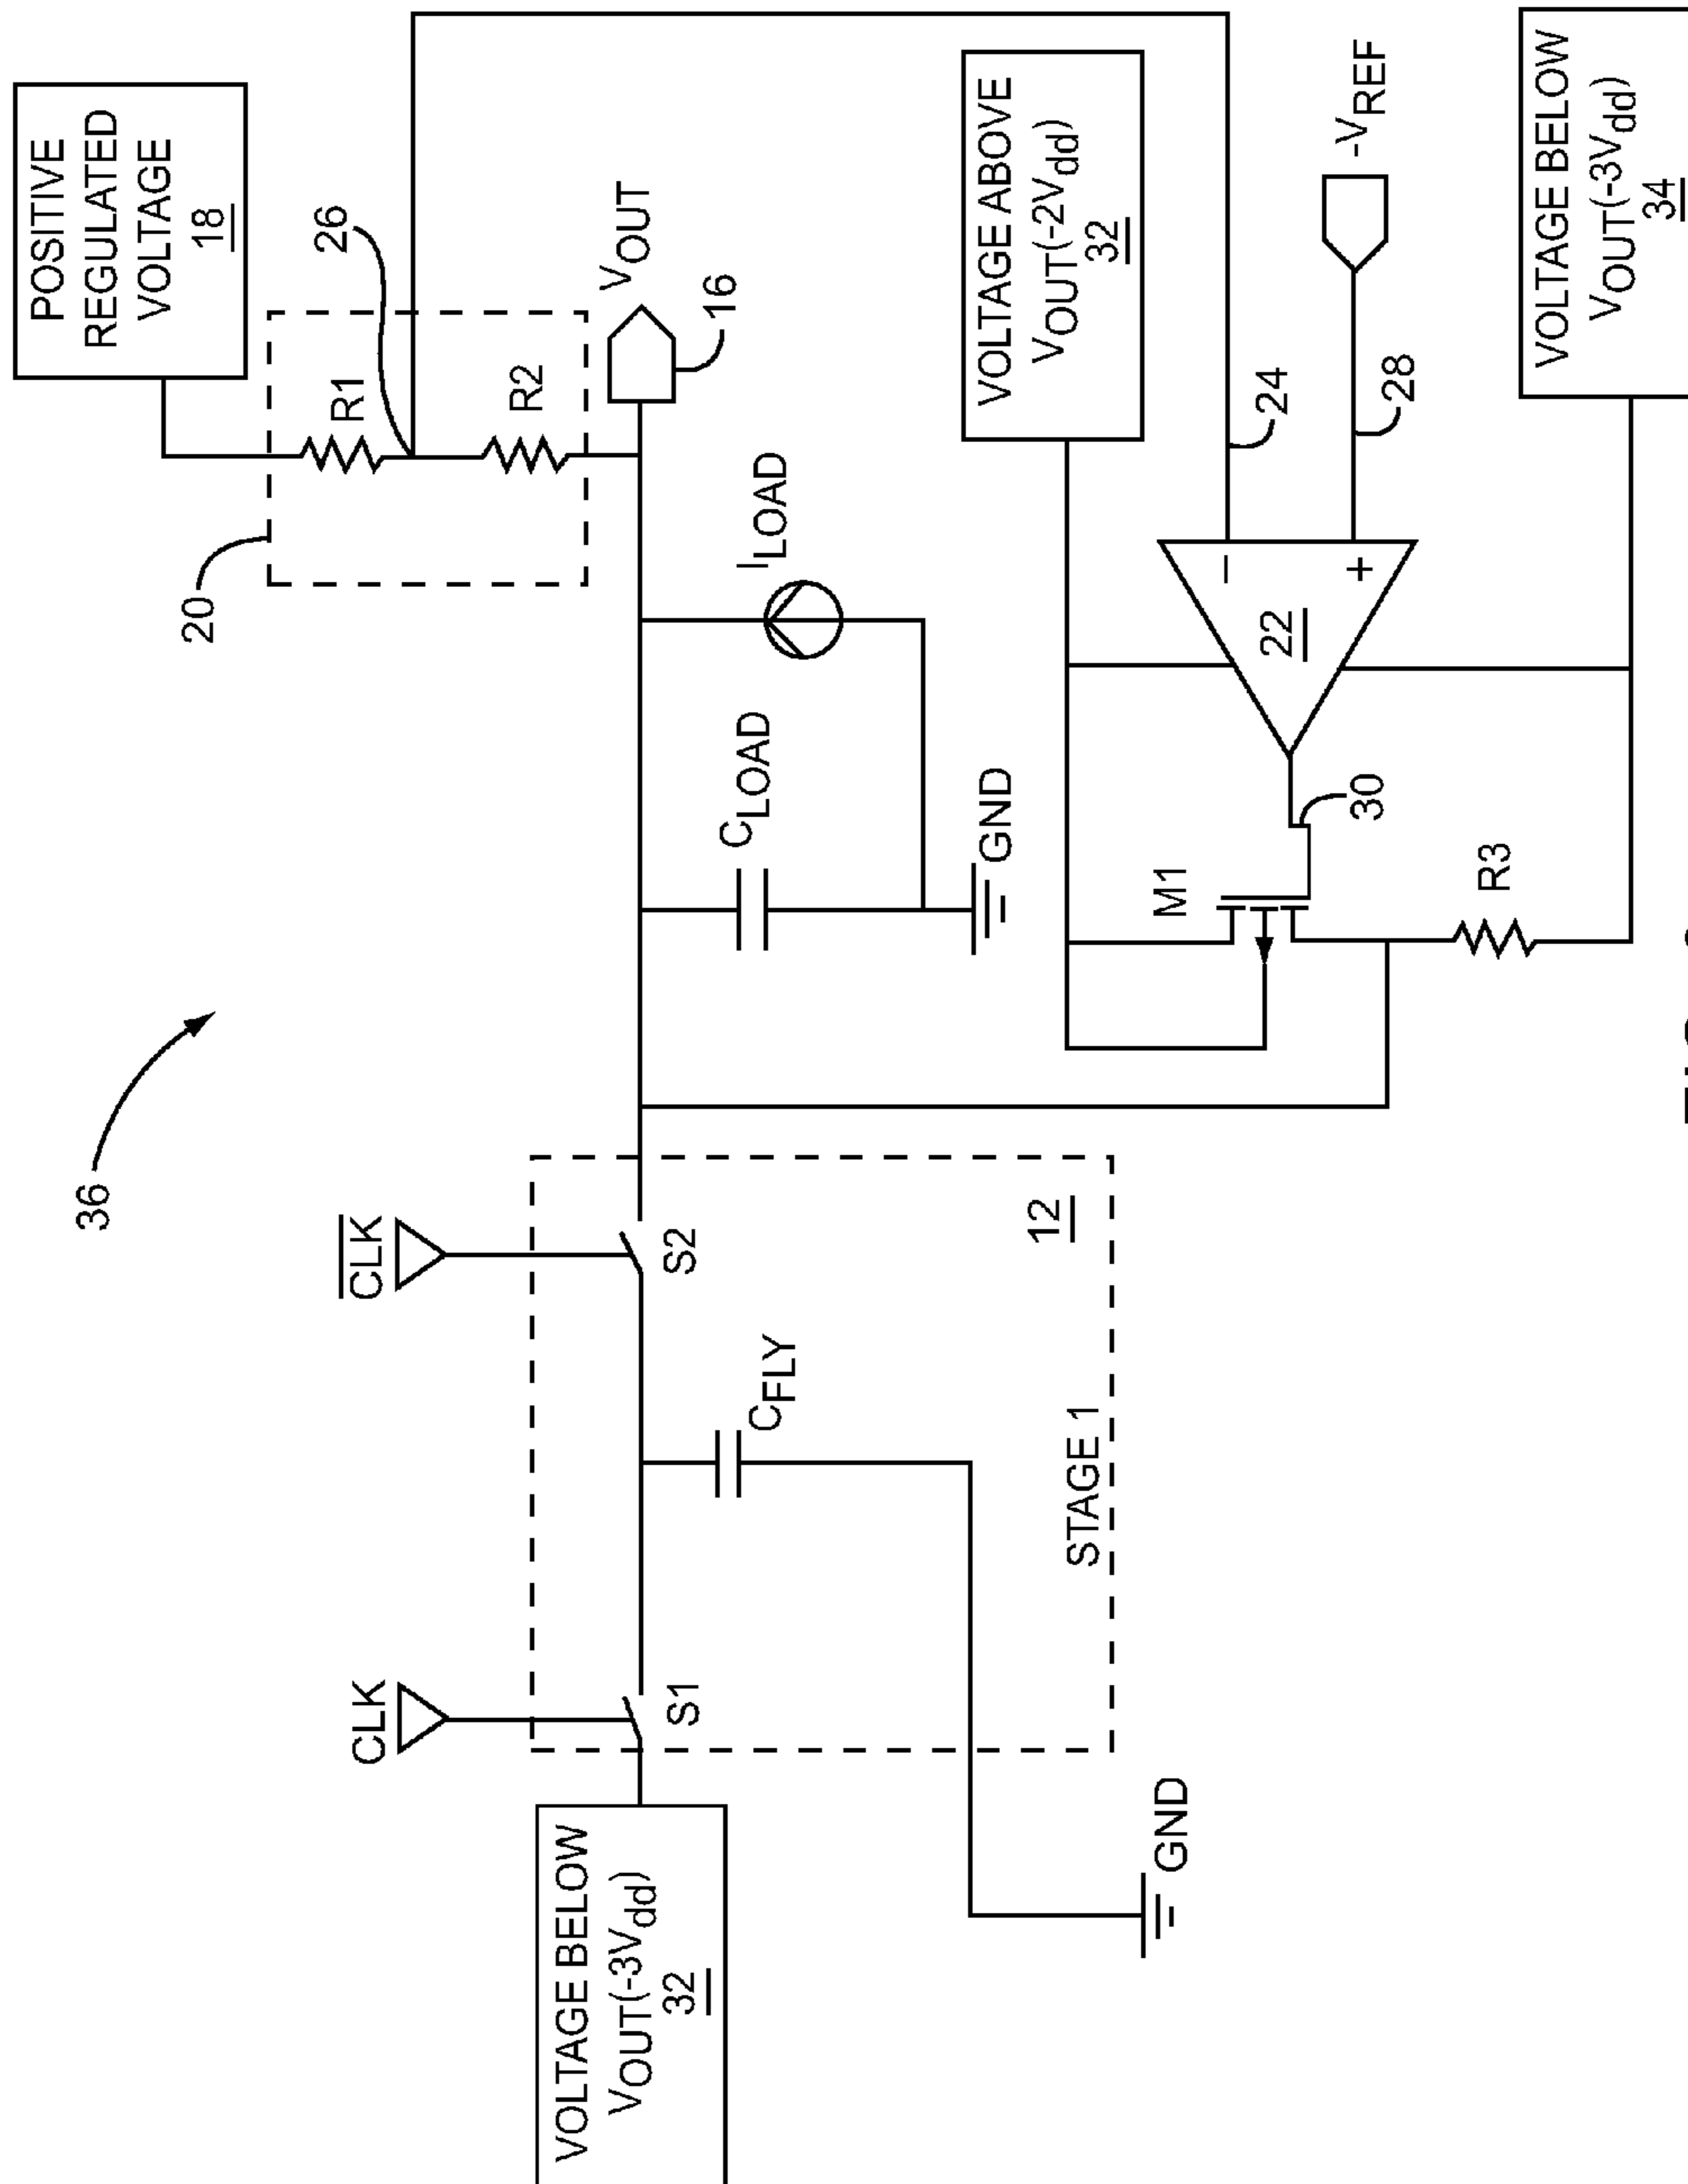 36
POSITIVE
REGULATED
VOLTAGE
18
20
R1
26
R2
CLK
CLK
VOUT
16
VOLTAGE BELOW
VOUT(-3Vdd)
32
S1
CFLY
S2
12
STAGE 1
GND
CLOAD
ILOAD
GND
VOLTAGE ABOVE
VOUT(-2Vdd)
32
M1
30
22
−
+
24
28
-VREF
R3
VOLTAGE BELOW
VOUT(-3Vdd)
34